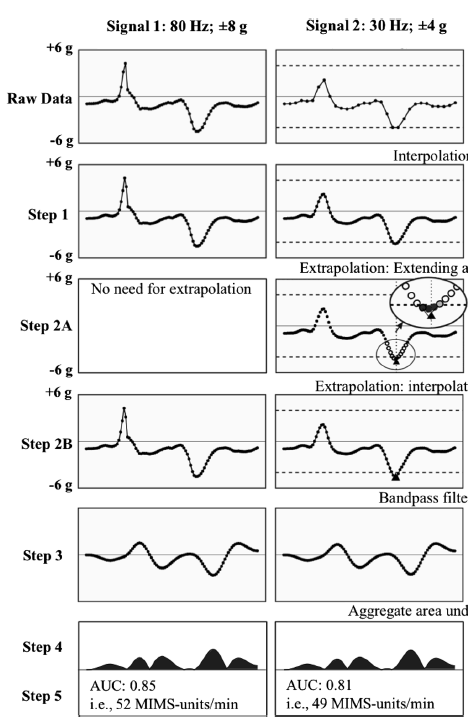 Signal 1: 80 Hz; ±8 g Signal 2: 30 Hz; ±4 g
+6 g
Raw Data
-6 g
Interpolation
+6 g
Step 1
-6 g
Extrapolation: Extending a
+6 g
No need for extrapolation
Step 2A
-6 g
Extrapolation: interpolat
+6 g
Step 2B
-6 g
Bandpass filte
Step 3
Aggregate area und
Step 4
Step 5
AUC: 0.85
i.e., 52 MIMS-units/min
AUC: 0.81
i.e., 49 MIMS-units/min